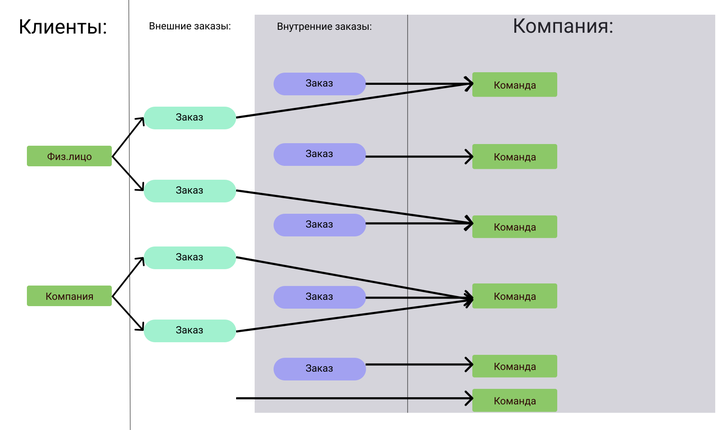 Клиенты:
Внешние заказы:
Внутренние заказы:
Компания:
Заказ
Команда
Заказ
Физ.лицо
Заказ
Команда
Заказ
Заказ
Команда
Заказ
Компания
Заказ
Команда
Заказ
Заказ
Команда
Команда